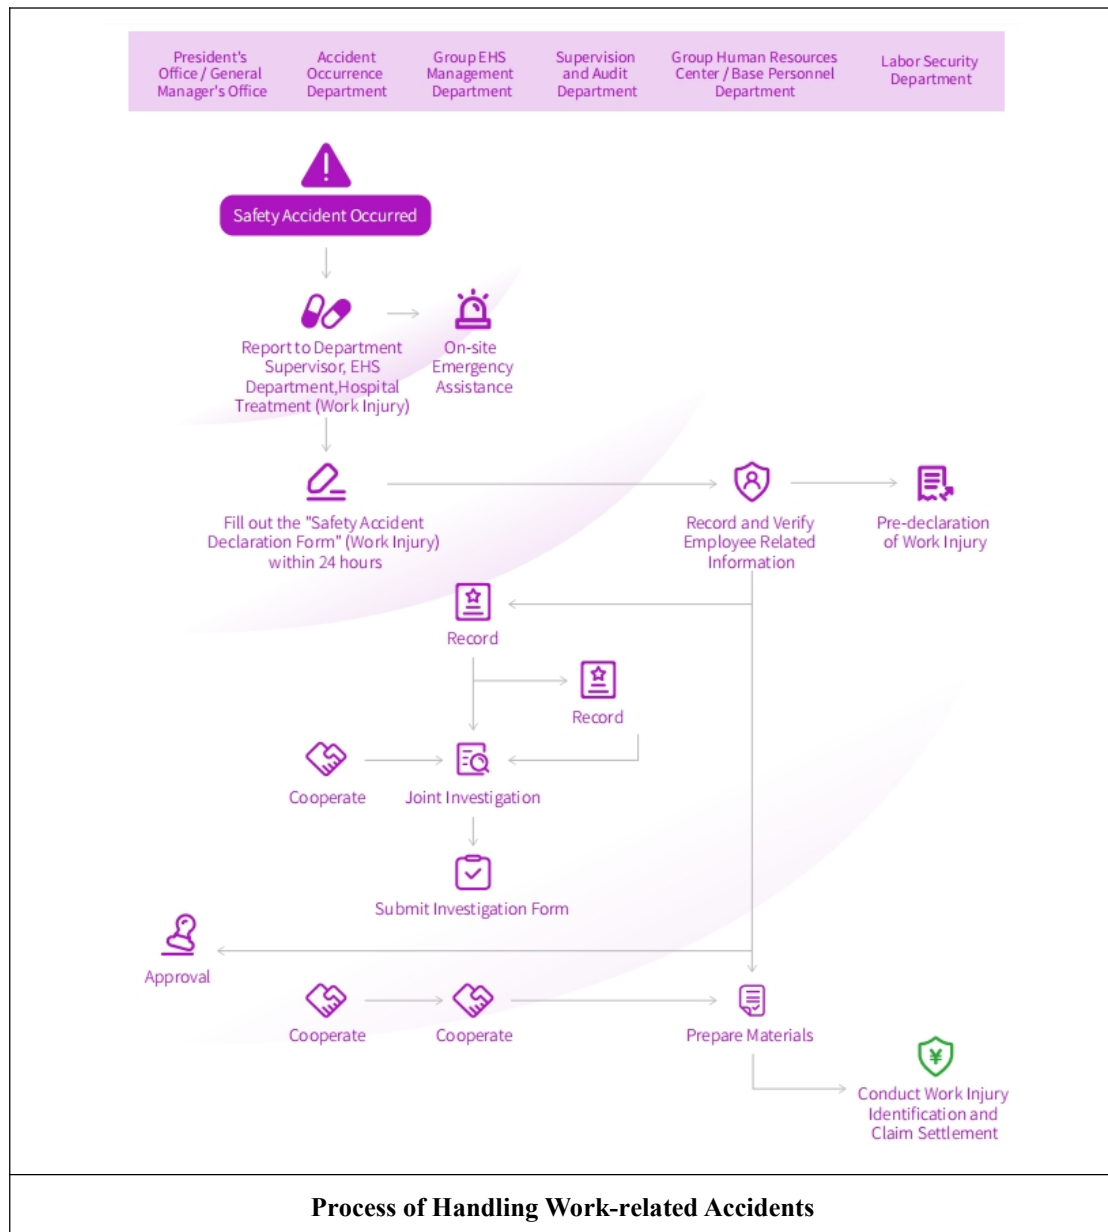 President's
Office / General
Manager's Office
Accident
Occurrence
Department
Group EHS
Management
Department
Supervision
and Audit
Department
Group Human Resources
Center / Base Personnel
Department
Labor Security
Department
Safety Accident Occurred
Report to Department
Supervisor, EHS
Department,Hospital
Treatment (Work Injury)
On-site
Emergency
Assistance
Fill out the "Safety Accident
Declaration Form" (Work Injury)
within 24 hours
Record and Verify
Employee Related
Information
Pre-declaration
of Work Injury
Record
Record
Cooperate
Joint Investigation
Submit Investigation Form
Approval
Cooperate
Cooperate
Prepare Materials
¥
Conduct Work Injury
Identification and
Claim Settlement
Process of Handling Work-related Accidents